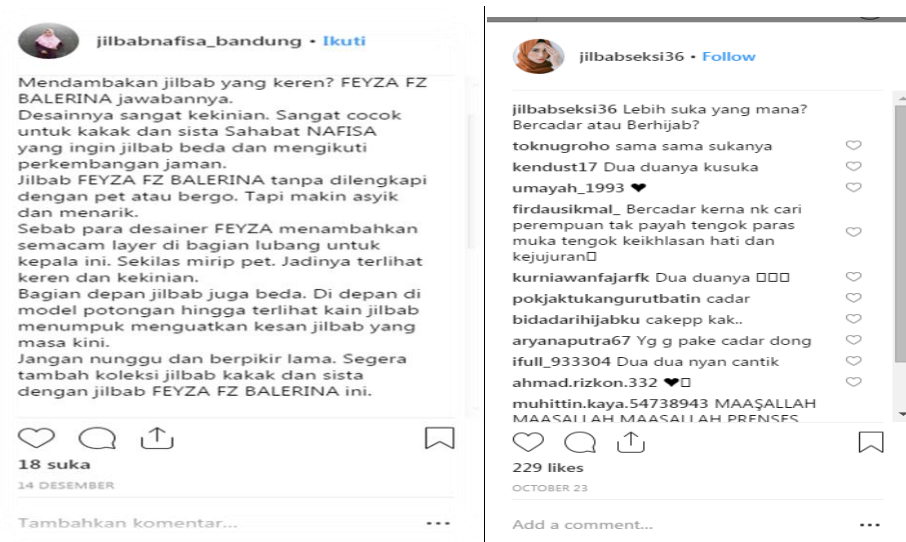 jilbabnafisa_bandung • Ikuti
Mendambakan jilbab yang keren? FEYZA FZ
BALERINA jawabannya.
Desainnya sangat kekinian. Sangat cocok
untuk kakak dan sista Sahabat NAFISA
yang ingin jilbab beda dan mengikuti
perkembangan jaman.
Jilbab FEYZA FZ BALERINA tanpa dilengkapi
dengan pet atau bergo. Tapi makin asyik
dan menarik.
Sebab para desainer FEYZA menambahkan
semacam layer di bagian lubang untuk
kepala ini. Sekilas mirip pet. Jadinya terlihat
keren dan kekinian.
Bagian depan jilbab juga beda. Di depan di
model potongan hingga terlihat kain jilbab
menumpuk menguatkan kesan jilbab yang
masa kini.
Jangan nunggu dan berpikir lama. Segera
tambah koleksi jilbab kakak dan sista
dengan jilbab FEYZA FZ BALERINA ini.
18 suka
14 DESEMBER
Tambahkan komentar...
jilbabseksi36 • Follow
jilbabseksi36 Lebih suka yang mana?
Bercadar atau Berhijab?
toknugroho sama sama sukanya
kendust17 Dua duanya kusuka
umayah_1993 ❤
firdausikmal_ Bercadar kerna nk cari
perempuan tak payah tengok paras
muka tengok keikhlasan hati dan
kejujuran□
kurniawanfajarfk Dua duanya □□□
pokjaktukangurutbatin cadar
bidadarihijabku cakepp kak..
aryanaputra67 Yg g pake cadar dong
ifull_933304 Dua dua nyan cantik
ahmad.rizkon.332 ❤□
muhittin.kaya.54738943 MAAŞALLAH
MAASALLAH MAASALLAH PRENSES
229 likes
OCTOBER 23
Add a comment...